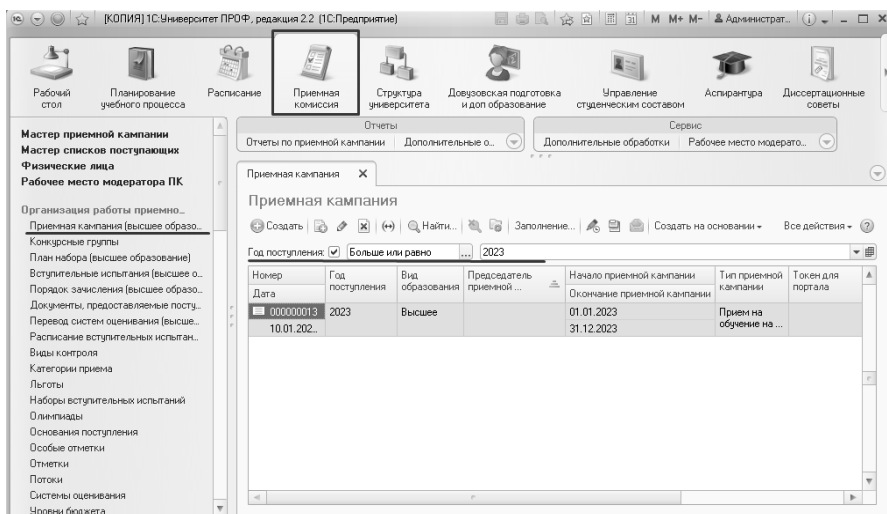 [КОПИЯ] 1С:Университет ПРОФ, редакция 2.2 (1С:Предприятие)
M M+ M- Администрат...
Рабочий стол
Планирование учебного процесса
Расписание
Приемная комиссия
Структура университета
Довузовская подготовка и доп образование
Управление студенческим составом
Аспирантура
Диссертационные советы
Мастер приемной кампании
Мастер списков поступающих
Физические лица
Рабочее место модератора ПК
Организация работы приемно...
Приемная кампания (высшее образо...
Конкурсные группы
План набора (высшее образование)
Вступительные испытания (высшее о...
Порядок зачисления (высшее образо...
Документы, предоставляемые посту...
Перевод систем оценивания (высше...
Расписание вступительных испытан...
Виды контроля
Категории приема
Льготы
Наборы вступительных испытаний
Олимпиады
Основания поступления
Особые отметки
Отметки
Потоки
Системы оценивания
Уровни бюджета
Отчеты
Отчеты по приемной кампании Дополнительные о...
Сервис
Дополнительные обработки Рабочее место модерато...
Приемная кампания
Приемная кампания
Создать Найти... Заполнение... Создать на основании Все действия
Год поступления: Больше или равно ... 2023
Номер Год поступления Вид образования Председатель приемной ... Начало приемной кампании Тип приемной кампании Токен для портала
Дата Окончание приемной кампании
000000013 2023 Высшее 01.01.2023 Прием на обучение на ...
10.01.202... 31.12.2023